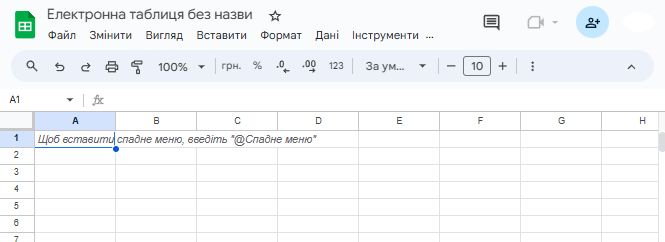 Електронна таблиця без назви
Файл Змінити Вигляд Вставити Формат Дані Інструменти ...
100% грн. % .0 .00 123 За ум... 10
A1 fx
A B C D E F G H
1 Щоб вставити спадне меню, введіть "@Спадне меню"
2
3
4
5
6
7